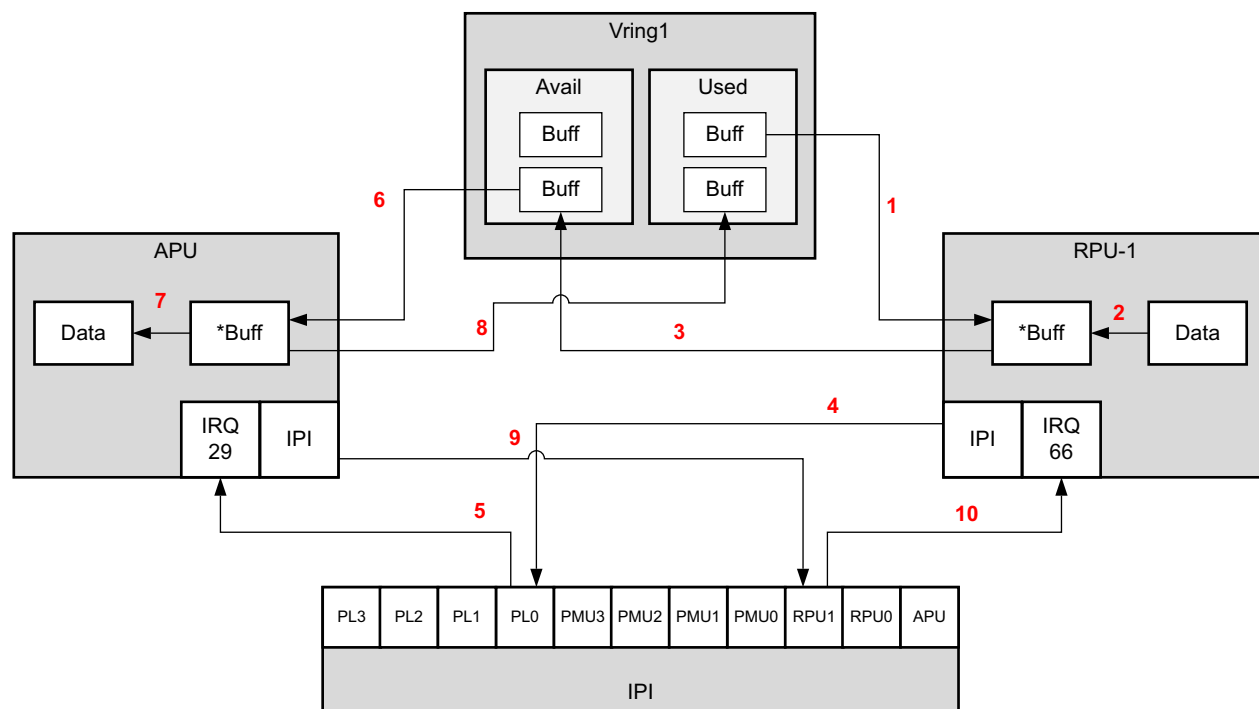 Vring1
Avail
Used
Buff
Buff
Buff
Buff
6
1
APU
RPU-1
7
Data
*Buff
8
3
*Buff
2
Data
IRQ
29
IPI
9
4
IPI
IRQ
66
5
10
PL3
PL2
PL1
PL0
PMU3
PMU2
PMU1
PMU0
RPU1
RPU0
APU
IPI